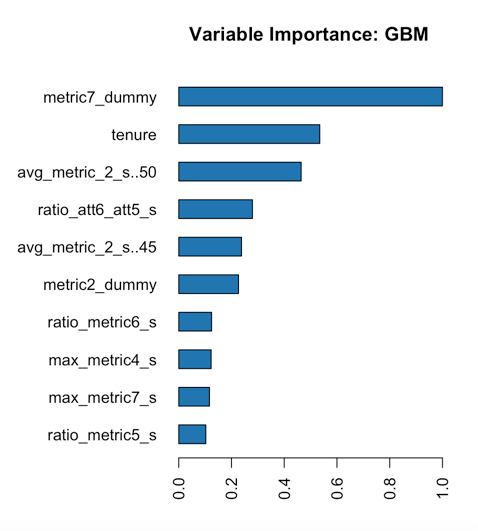 Variable Importance: GBM
metric7_dummy
tenure
avg_metric_2_s..50
ratio_att6_att5_s
avg_metric_2_s..45
metric2_dummy
ratio_metric6_s
max_metric4_s
max_metric7_s
ratio_metric5_s
0.0 0.2 0.4 0.6 0.8 1.0